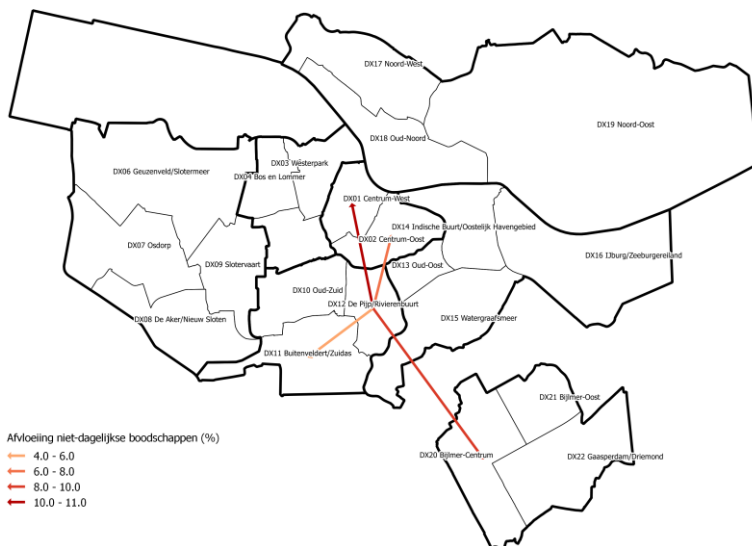 DX17 Noord-West
DX19 Noord-Oost
DX18 Oud-Noord
DX03 Westerpark
DX06 Geuzenveld/Slotermeer
DX04 Bos en Lommer
DX01 Centrum-West
DX14 Indische Buurt/Oostelijk Havengebied
DX02 Centrum-Oost
DX07 Osdorp
DX16 IJburg/Zeeburgereiland
DX09 Slotervaart
DX13 Oud-Oost
DX10 Oud-Zuid
DX12 De Pijp/Rivierenbuurt
DX08 De Aker/Nieuw Sloten
DX15 Watergraafsmeer
DX11 Buitenveldert/Zuidas
DX21 Bijlmer-Oost
DX20 Bijlmer-Centrum
DX22 Gaasperdam/Driemond
Afvloeiing niet-dagelijkse boodschappen (%)
4.0 - 6.0
6.0 - 8.0
8.0 - 10.0
10.0 - 11.0